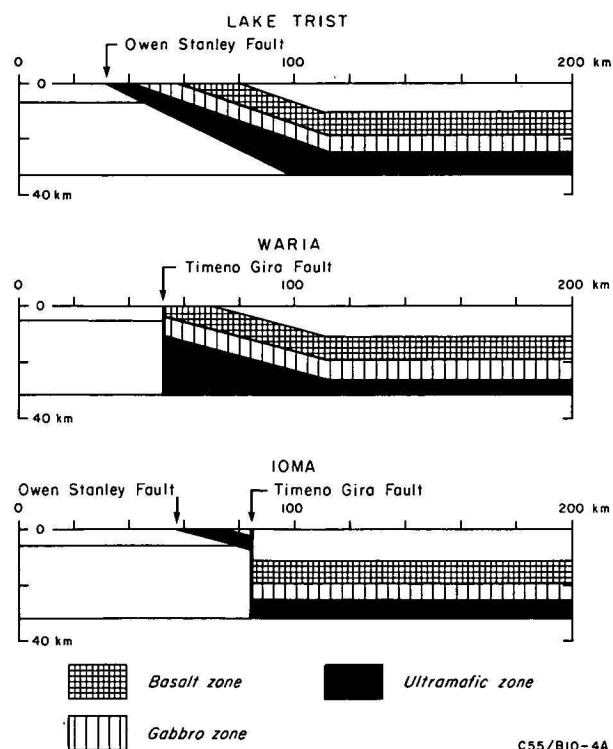 LAKE TRIST
Owen Stanley Fault
0 100 200 km
0
40 km
WARIA
Timeno Gira Fault
0 100 200 km
0
40 km
IOMA
Owen Stanley Fault Timeno Gira Fault
0 100 200 km
0
40 km
Basalt zone Ultramafic zone
Gabbro zone
C55/B10-4A